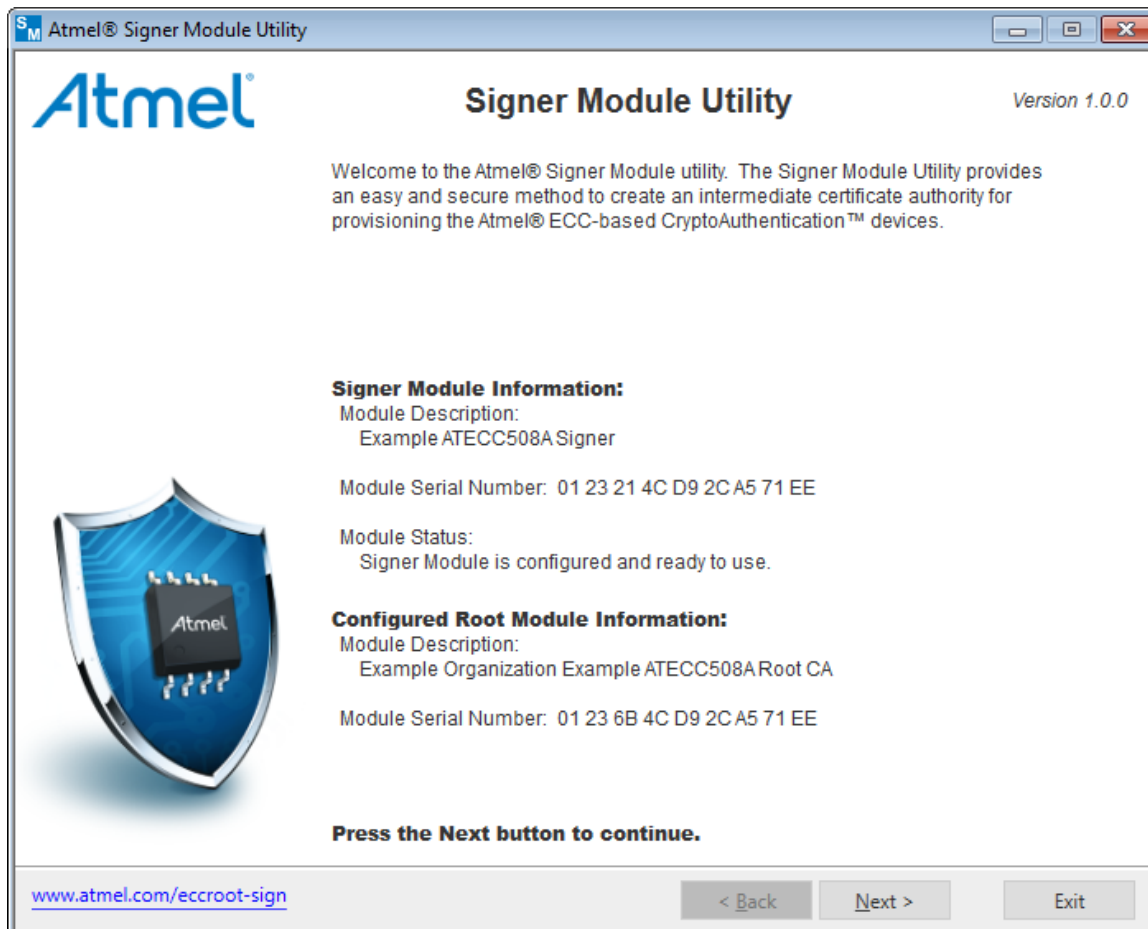 SM Atmel® Signer Module Utility
Atmel®
Signer Module Utility
Version 1.0.0
Welcome to the Atmel® Signer Module utility.  The Signer Module Utility provides
an easy and secure method to create an intermediate certificate authority for
provisioning the Atmel® ECC-based CryptoAuthentication™ devices.
Signer Module Information:
Module Description:
Example ATECC508A Signer
Module Serial Number:  01 23 21 4C D9 2C A5 71 EE
Module Status:
Signer Module is configured and ready to use.
Configured Root Module Information:
Module Description:
Example Organization Example ATECC508A Root CA
Module Serial Number:  01 23 6B 4C D9 2C A5 71 EE
Atmel
Press the Next button to continue.
www.atmel.com/eccroot-sign
< Back
Next >
Exit